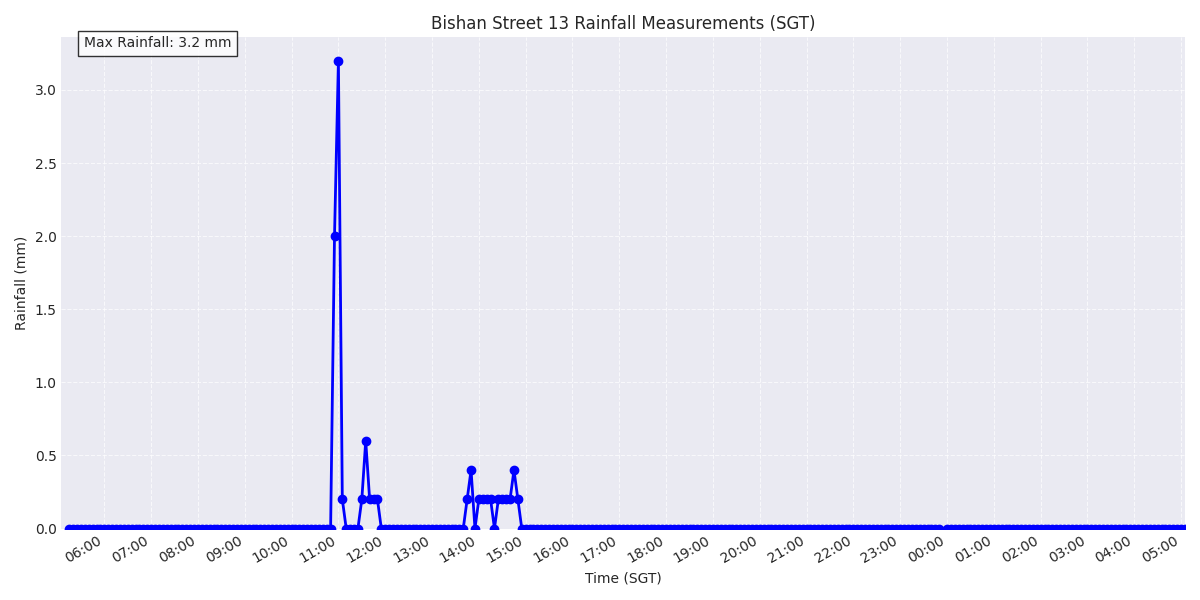 Bishan Street 13 Rainfall Measurements (SGT)
Max Rainfall: 3.2 mm
Rainfall (mm)
3.0
2.5
2.0
1.5
1.0
0.5
0.0
06:00 07:00 08:00 09:00 10:00 11:00 12:00 13:00 14:00 15:00 16:00 17:00 18:00 19:00 20:00 21:00 22:00 23:00 00:00 01:00 02:00 03:00 04:00 05:00
Time (SGT)